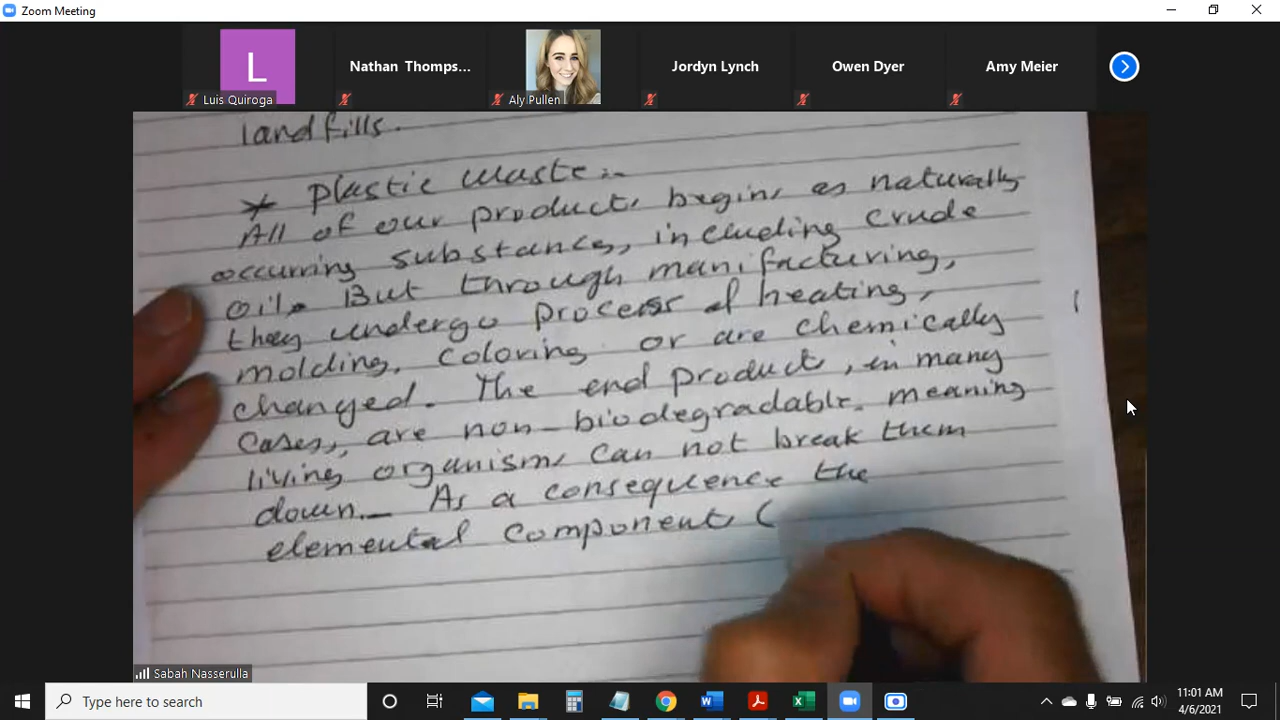 Zoom Meeting
L
Luis Quiroga
Nathan Thomps...
Aly Pullen
Jordyn Lynch
Owen Dyer
Amy Meier
landfills.
* Plastic waste:-
All of our products begins as naturally
occurring substances, including crude
oil. But through manifacturing,
they undergo process of heating,
molding, coloring or are chemically
changed. The end product, in many
cases, are non-biodegradable. meaning
living organisms can not break them
down. As a consequence the
elemental components (
Sabah Nasserulla
Type here to search
11:01 AM
4/6/2021